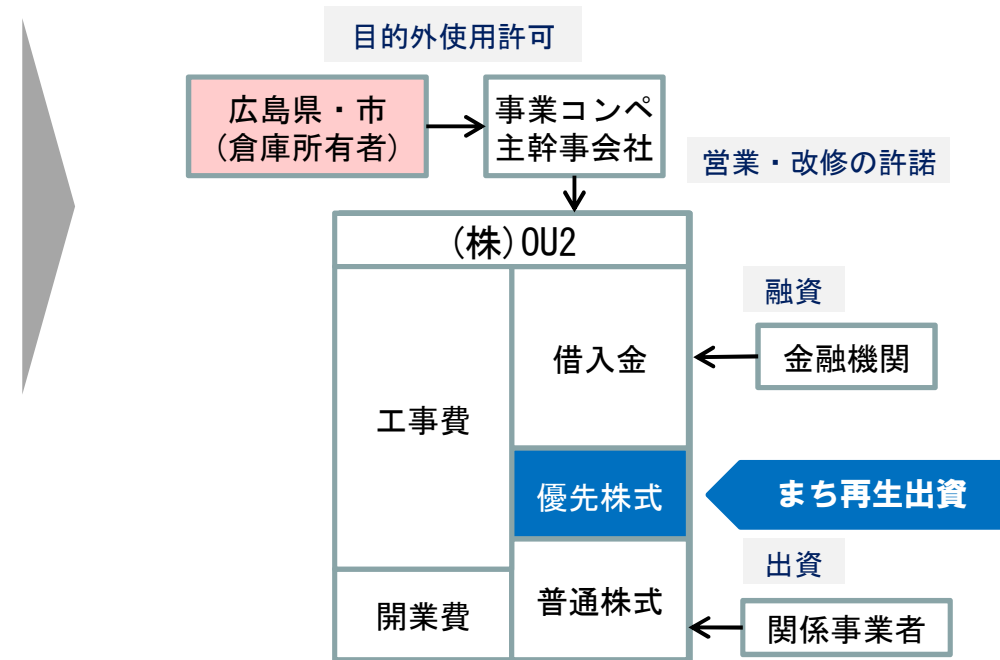 目的外使用許可
広島県・市
(倉庫所有者)
事業コンペ
主幹事会社
営業・改修の許諾
(株)OU2
融資
借入金
金融機関
工事費
優先株式
まち再生出資
出資
普通株式
開業費
関係事業者